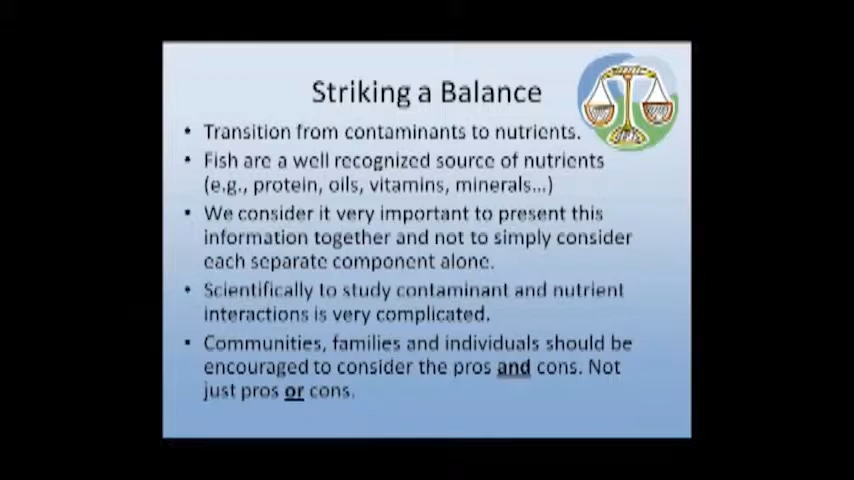 Striking a Balance
• Transition from contaminants to nutrients.
• Fish are a well recognized source of nutrients
(e.g., protein, oils, vitamins, minerals...)
• We consider it very important to present this
information together and not to simply consider
each separate component alone.
• Scientifically to study contaminant and nutrient
interactions is very complicated.
• Communities, families and individuals should be
encouraged to consider the pros and cons. Not
just pros or cons.